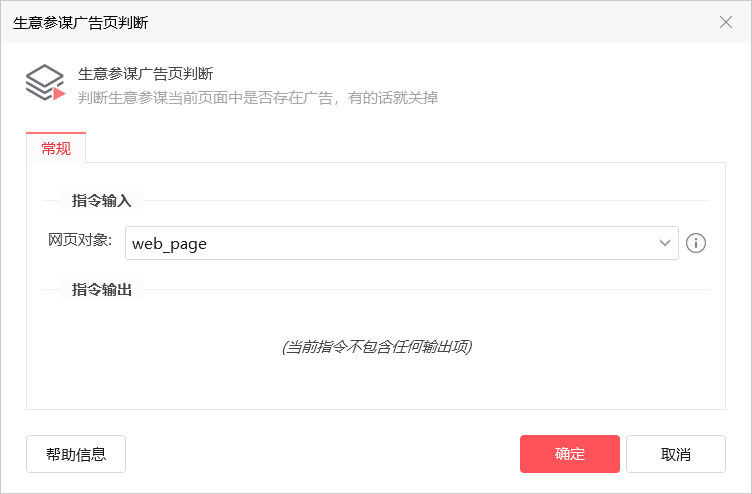 生意参谋广告页判断
生意参谋广告页判断
判断生意参谋当前页面中是否存在广告，有的话就关掉
常规
指令输入
网页对象:
web_page
指令输出
(当前指令不包含任何输出项)
帮助信息
确定
取消